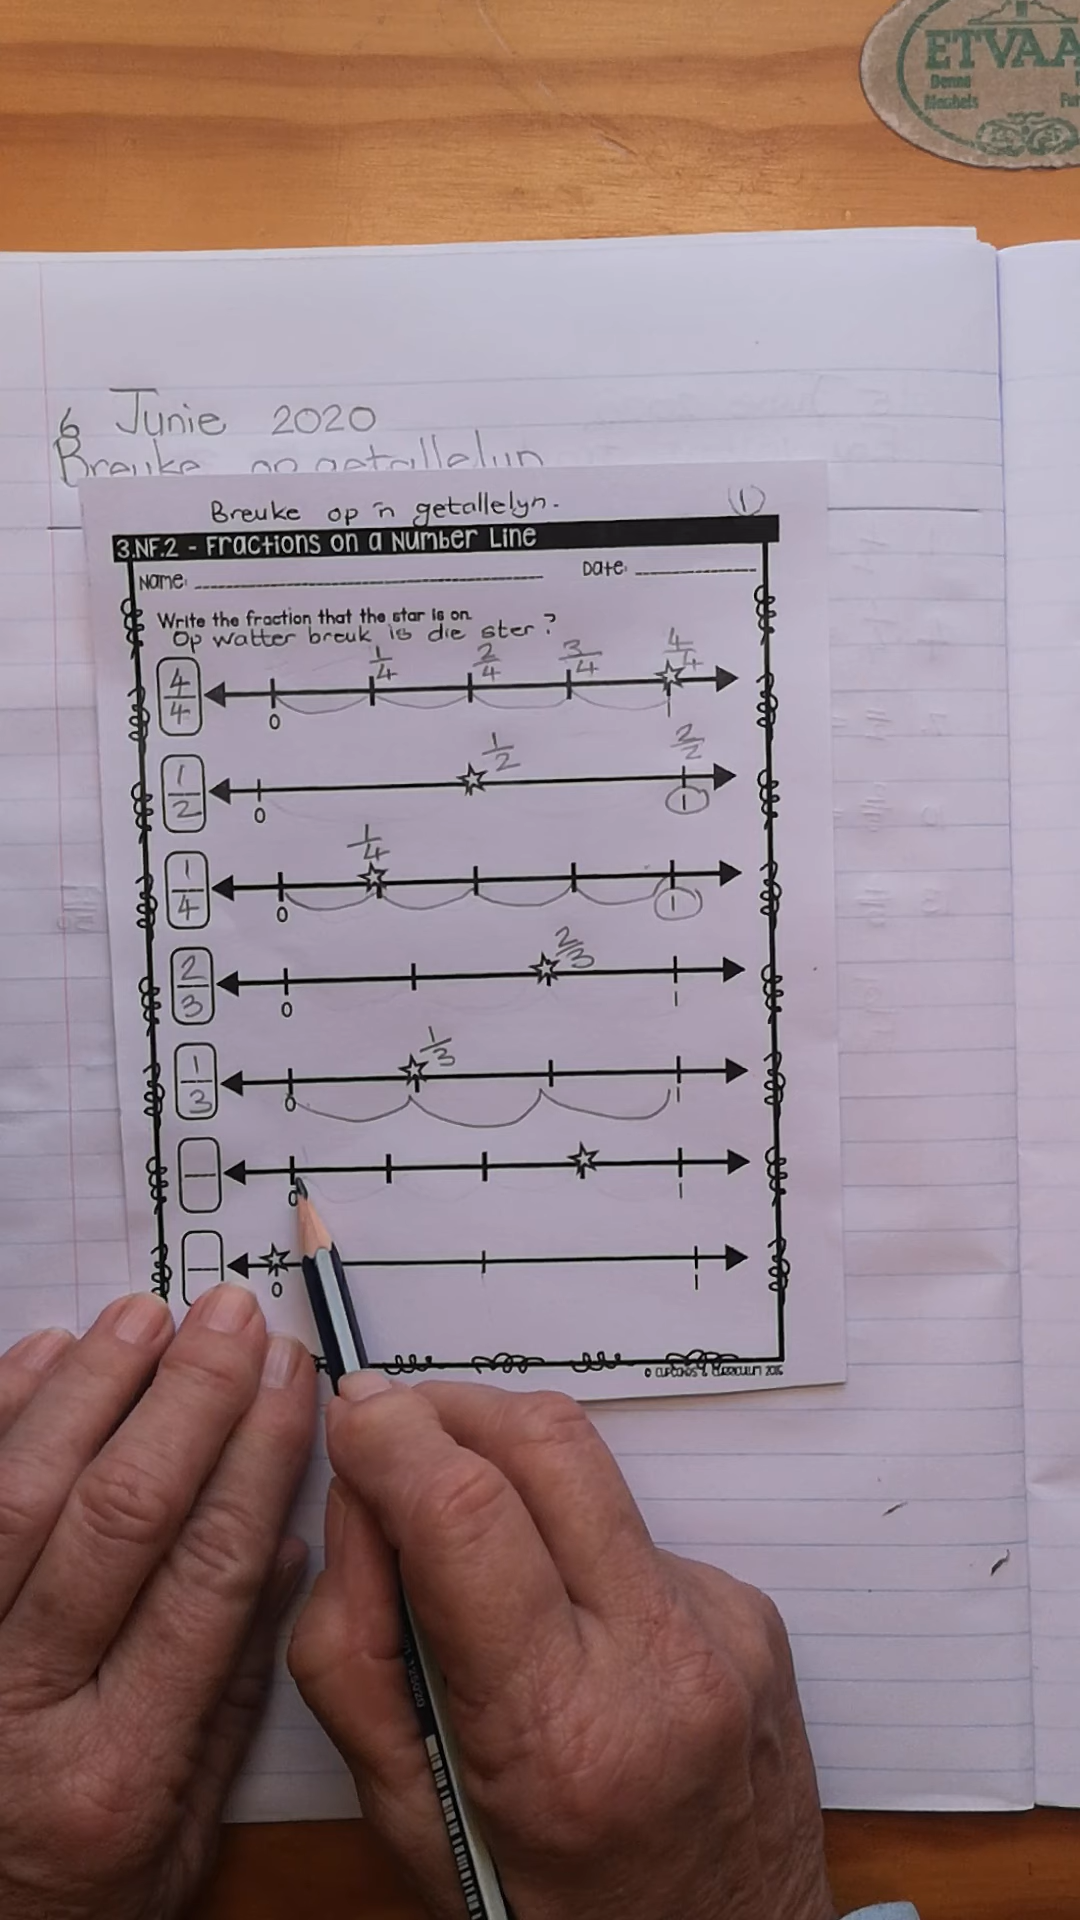 ETVAA
Denne
Meubels
6 Junie 2020
Breuke op getallelyn
Breuke op 'n getallelyn. 1
3.NF.2 - Fractions on a Number Line
Name: Date:
Write the fraction that the star is on.
Op watter breuk is die ster?
1/4 2/4 3/4 4/4
4/4
0 1
1/2 2/2
1/2
0 1
1/4
1/4
0 1
2/3
2/3
0 1
1/3
1/3
0 1
0 1
0 1